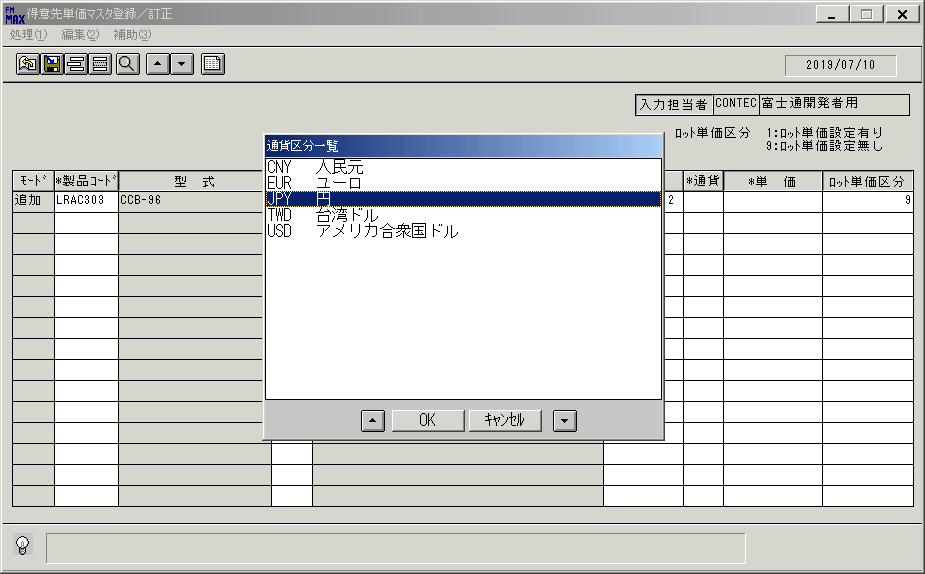 FM MAX 得意先単価マスタ登録／訂正
処理(1) 編集(2) 補助(3)
2019/07/10
入力担当者 CONTEC 富士通開発者用
ﾛｯﾄ単価区分 1:ﾛｯﾄ単価設定有り
9:ﾛｯﾄ単価設定無し
通貨区分一覧
CNY 人民元
EUR ユーロ
JPY 円
TWD 台湾ドル
USD アメリカ合衆国ドル
OK ｷｬﾝｾﾙ
ﾓｰﾄﾞ *製品ｺｰﾄﾞ 型 式 *通貨 *単 価 ﾛｯﾄ単価区分
追加 LRAC303 CCB-96 2 9